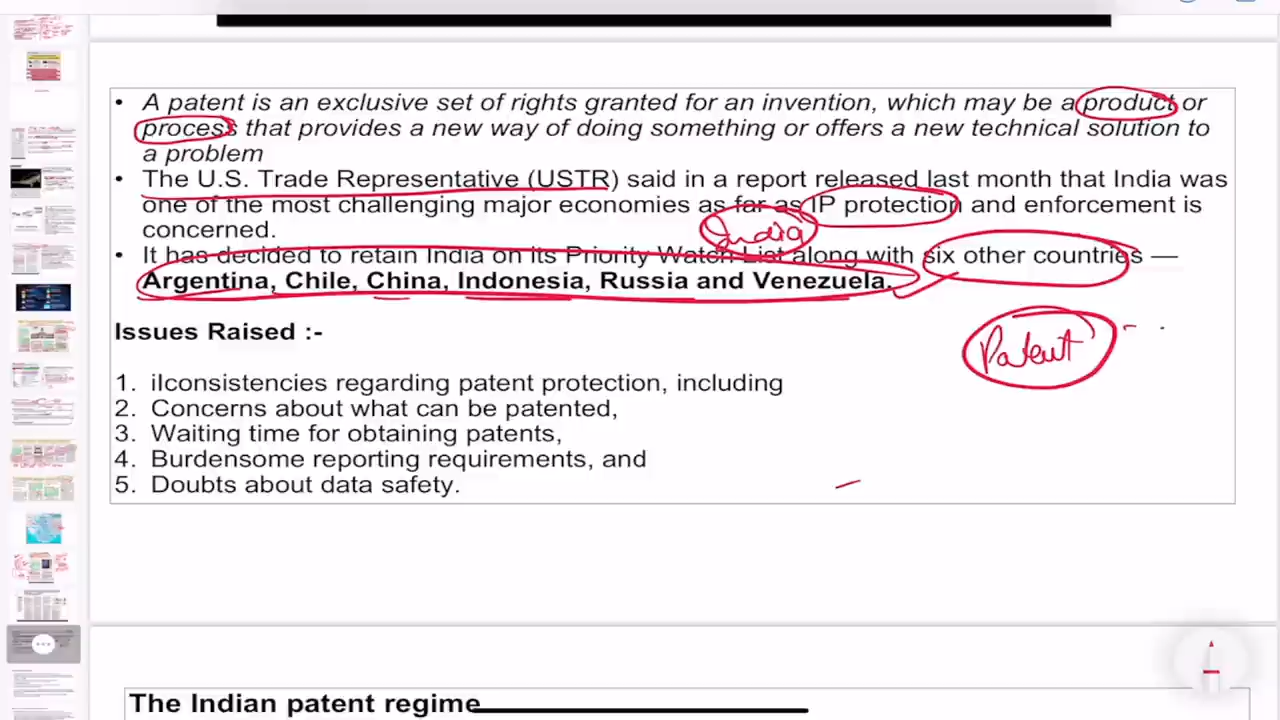 • A patent is an exclusive set of rights granted for an invention, which may be a product or
process that provides a new way of doing something or offers a new technical solution to
a problem
• The U.S. Trade Representative (USTR) said in a report released last month that India was
one of the most challenging major economies as far as IP protection and enforcement is
concerned.
India
• It has decided to retain India on its Priority Watch List along with six other countries —
Argentina, Chile, China, Indonesia, Russia and Venezuela.
Issues Raised :-
Patent
1. ilconsistencies regarding patent protection, including
2. Concerns about what can be patented,
3. Waiting time for obtaining patents,
4. Burdensome reporting requirements, and
5. Doubts about data safety.
The Indian patent regime